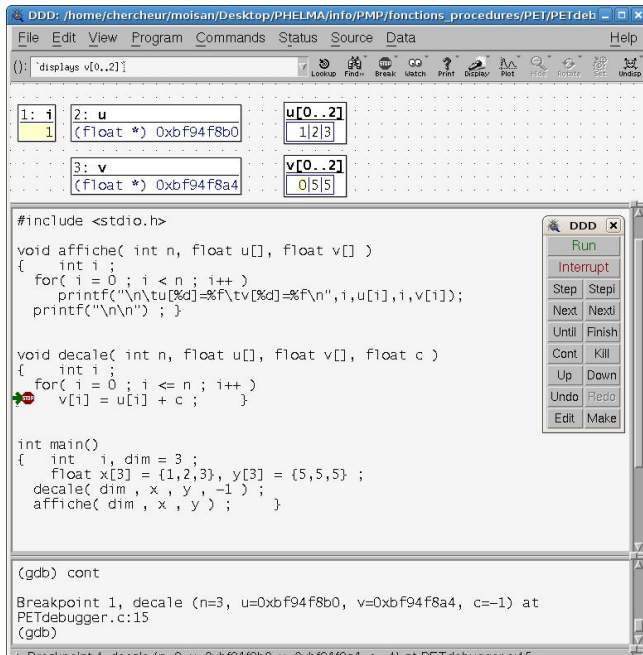 DDD: /home/chercheur/moisan/Desktop/PHELMA/info/PMP/fonctions_procedures/PET/PETdeb
File Edit View Program Commands Status Source Data Help
(): `displays v[0..2]`
Lookup Find» Break Watch Print Display Plot Hide Rotate Set Undisp
1: i
1
2: u
(float *) 0xbf94f8b0
u[0..2]
1|2|3
3: v
(float *) 0xbf94f8a4
v[0..2]
0|5|5
#include <stdio.h>
void affiche( int n, float u[], float v[] )
{ int i ;
for( i = 0 ; i < n ; i++ )
printf("\n\tu[%d]=%f\tv[%d]=%f\n",i,u[i],i,v[i]);
printf("\n\n") ; }
void decale( int n, float u[], float v[], float c )
{ int i ;
for( i = 0 ; i <= n ; i++ )
STOP v[i] = u[i] + c ; }
int main()
{ int i, dim = 3 ;
float x[3] = {1,2,3}, y[3] = {5,5,5} ;
decale( dim , x , y , -1 ) ;
affiche( dim , x , y ) ; }
DDD
Run
Interrupt
Step Stepi
Next Nexti
Until Finish
Cont Kill
Up Down
Undo Redo
Edit Make
(gdb) cont
Breakpoint 1, decale (n=3, u=0xbf94f8b0, v=0xbf94f8a4, c=-1) at
PETdebugger.c:15
(gdb)